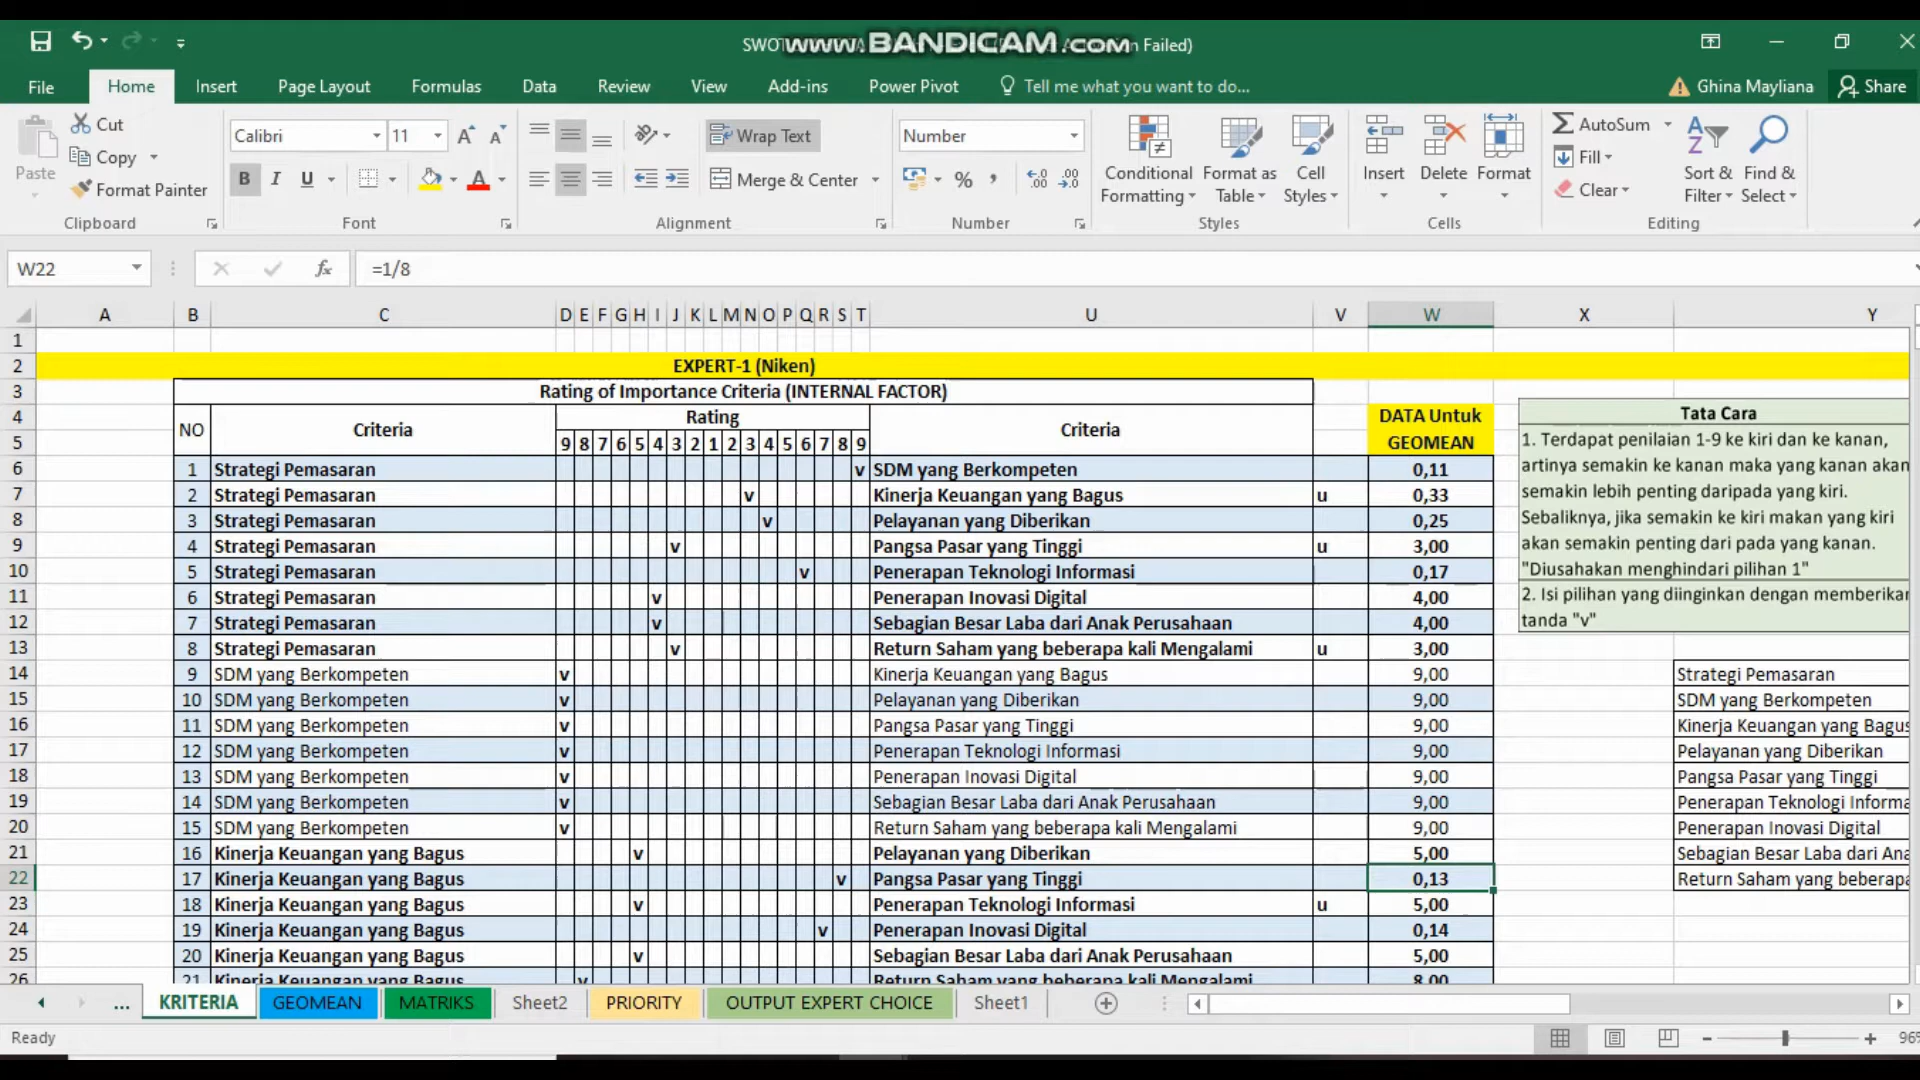 SWOT
www.BANDICAM.com
n Failed)
File Home Insert Page Layout Formulas Data Review View Add-ins Power Pivot Tell me what you want to do... Ghina Mayliana Share
Paste Cut Copy Format Painter Clipboard
Calibri 11 B I U Font
Wrap Text Merge & Center Alignment
Number % Number
Conditional Formatting Format as Table Cell Styles Styles
Insert Delete Format Cells
AutoSum Fill Clear Sort & Filter Find & Select Editing
W22 fx =1/8
A B C D E F G H I J K L M N O P Q R S T U V W X Y
1
2 EXPERT-1 (Niken)
3 Rating of Importance Criteria (INTERNAL FACTOR)
4 NO Criteria Rating Criteria DATA Untuk
5 9 8 7 6 5 4 3 2 1 2 3 4 5 6 7 8 9 GEOMEAN
6 1 Strategi Pemasaran v SDM yang Berkompeten 0,11
7 2 Strategi Pemasaran v Kinerja Keuangan yang Bagus u 0,33
8 3 Strategi Pemasaran v Pelayanan yang Diberikan 0,25
9 4 Strategi Pemasaran v Pangsa Pasar yang Tinggi u 3,00
10 5 Strategi Pemasaran v Penerapan Teknologi Informasi 0,17
11 6 Strategi Pemasaran v Penerapan Inovasi Digital 4,00
12 7 Strategi Pemasaran v Sebagian Besar Laba dari Anak Perusahaan 4,00
13 8 Strategi Pemasaran v Return Saham yang beberapa kali Mengalami u 3,00
14 9 SDM yang Berkompeten v Kinerja Keuangan yang Bagus 9,00
15 10 SDM yang Berkompeten v Pelayanan yang Diberikan 9,00
16 11 SDM yang Berkompeten v Pangsa Pasar yang Tinggi 9,00
17 12 SDM yang Berkompeten v Penerapan Teknologi Informasi 9,00
18 13 SDM yang Berkompeten v Penerapan Inovasi Digital 9,00
19 14 SDM yang Berkompeten v Sebagian Besar Laba dari Anak Perusahaan 9,00
20 15 SDM yang Berkompeten v Return Saham yang beberapa kali Mengalami 9,00
21 16 Kinerja Keuangan yang Bagus v Pelayanan yang Diberikan 5,00
22 17 Kinerja Keuangan yang Bagus v Pangsa Pasar yang Tinggi 0,13
23 18 Kinerja Keuangan yang Bagus v Penerapan Teknologi Informasi u 5,00
24 19 Kinerja Keuangan yang Bagus v Penerapan Inovasi Digital 0,14
25 20 Kinerja Keuangan yang Bagus v Sebagian Besar Laba dari Anak Perusahaan 5,00
26 21 Kinerja Keuangan yang Bagus v Return Saham yang beberapa kali Mengalami 8,00
Tata Cara
1. Terdapat penilaian 1-9 ke kiri dan ke kanan,
artinya semakin ke kanan maka yang kanan akan
semakin lebih penting daripada yang kiri.
Sebaliknya, jika semakin ke kiri makan yang kiri
akan semakin penting dari pada yang kanan.
"Diusahakan menghindari pilihan 1"
2. Isi pilihan yang diinginkan dengan memberikan
tanda "v"
Strategi Pemasaran
SDM yang Berkompeten
Kinerja Keuangan yang Bagus
Pelayanan yang Diberikan
Pangsa Pasar yang Tinggi
Penerapan Teknologi Informa
Penerapan Inovasi Digital
Sebagian Besar Laba dari Ana
Return Saham yang beberapa
... KRITERIA GEOMEAN MATRIKS Sheet2 PRIORITY OUTPUT EXPERT CHOICE Sheet1
Ready 96%